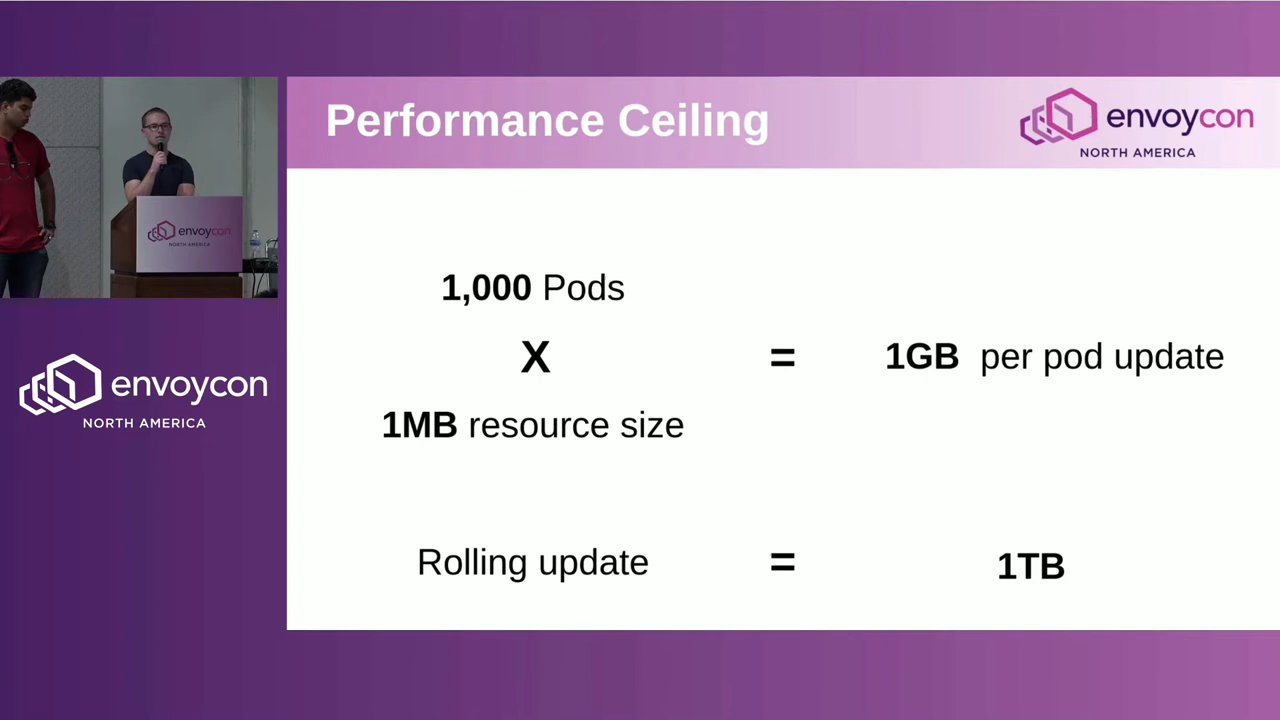 Performance Ceiling
envoycon
NORTH AMERICA
1,000 Pods
X
1MB resource size
= 1GB per pod update
Rolling update = 1TB
envoycon
NORTH AMERICA
envoycon
NORTH AMERICA